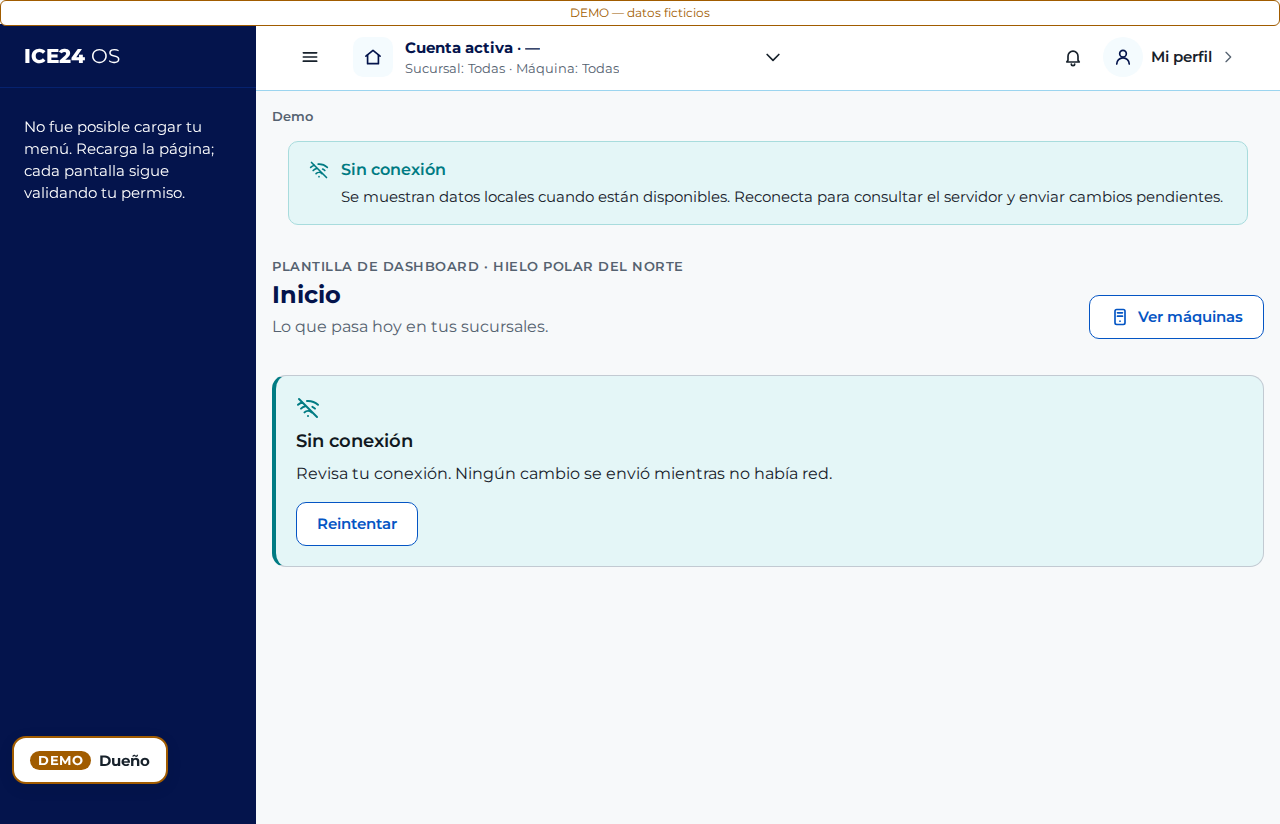 DEMO — datos ficticios
ICE24 OS
Cuenta activa · —
Sucursal: Todas · Máquina: Todas
Mi perfil
No fue posible cargar tu
menú. Recarga la página;
cada pantalla sigue
validando tu permiso.
Demo
Sin conexión
Se muestran datos locales cuando están disponibles. Reconecta para consultar el servidor y enviar cambios pendientes.
PLANTILLA DE DASHBOARD · HIELO POLAR DEL NORTE
Inicio
Lo que pasa hoy en tus sucursales.
Ver máquinas
Sin conexión
Revisa tu conexión. Ningún cambio se envió mientras no había red.
Reintentar
DEMO Dueño